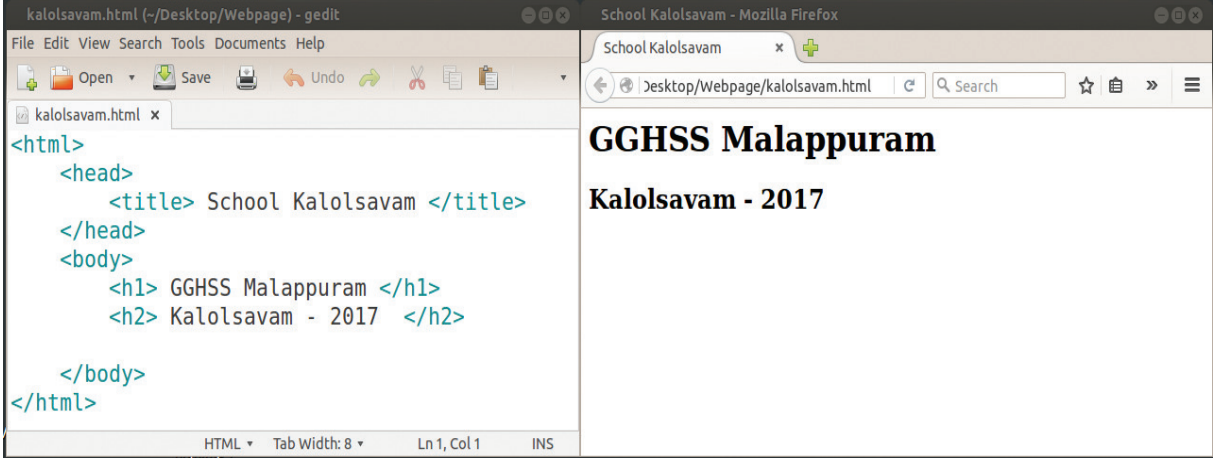 kalolsavam.html (~/Desktop/Webpage) - gedit
File Edit View Search Tools Documents Help
Open Save Undo
kalolsavam.html x
<html>
<head>
<title> School Kalolsavam </title>
</head>
<body>
<h1> GGHSS Malappuram </h1>
<h2> Kalolsavam - 2017 </h2>
</body>
</html>
HTML Tab Width: 8 Ln 1, Col 1 INS
School Kalolsavam - Mozilla Firefox
School Kalolsavam x
Desktop/Webpage/kalolsavam.html Search
GGHSS Malappuram
Kalolsavam - 2017